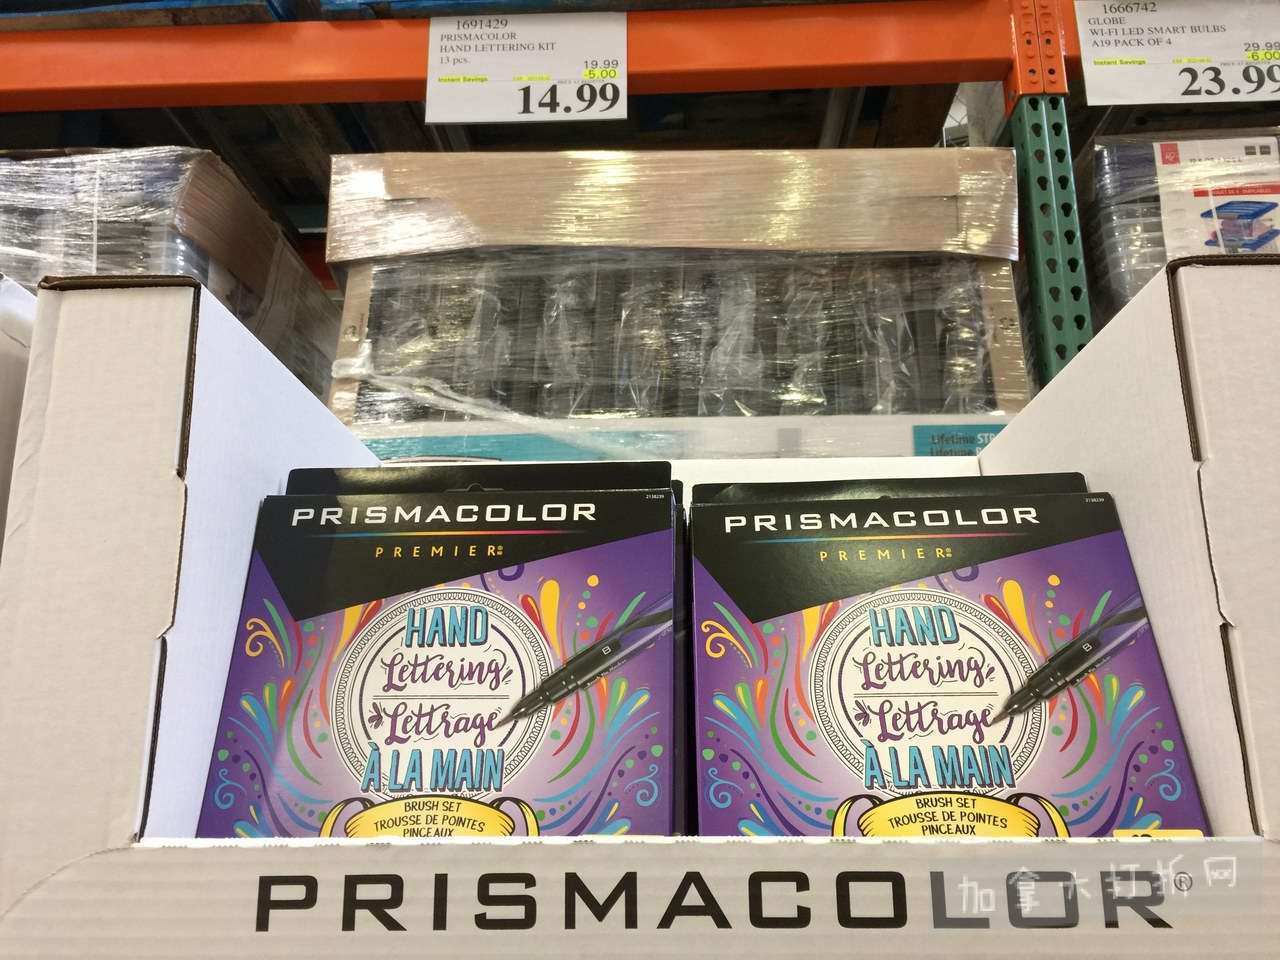 1691429
PRISMACOLOR
HAND LETTERING KIT
13 pcs.
19.99
Instant Savings
-5.00
14.99
1666742
GLOBE
WI-FI LED SMART BULBS
A19 PACK OF 4
29.99
Instant Savings
-6.00
23.99
Lifetime
2138239
PRISMACOLOR
PREMIER
HAND
Lettering
Lettrage
À LA MAIN
BRUSH SET
TROUSSE DE POINTES
PINCEAUX
B
2138239
PRISMACOLOR
PREMIER
HAND
Lettering
Lettrage
À LA MAIN
BRUSH SET
TROUSSE DE POINTES
PINCEAUX
B
PRISMACOLOR®
加拿大打折网